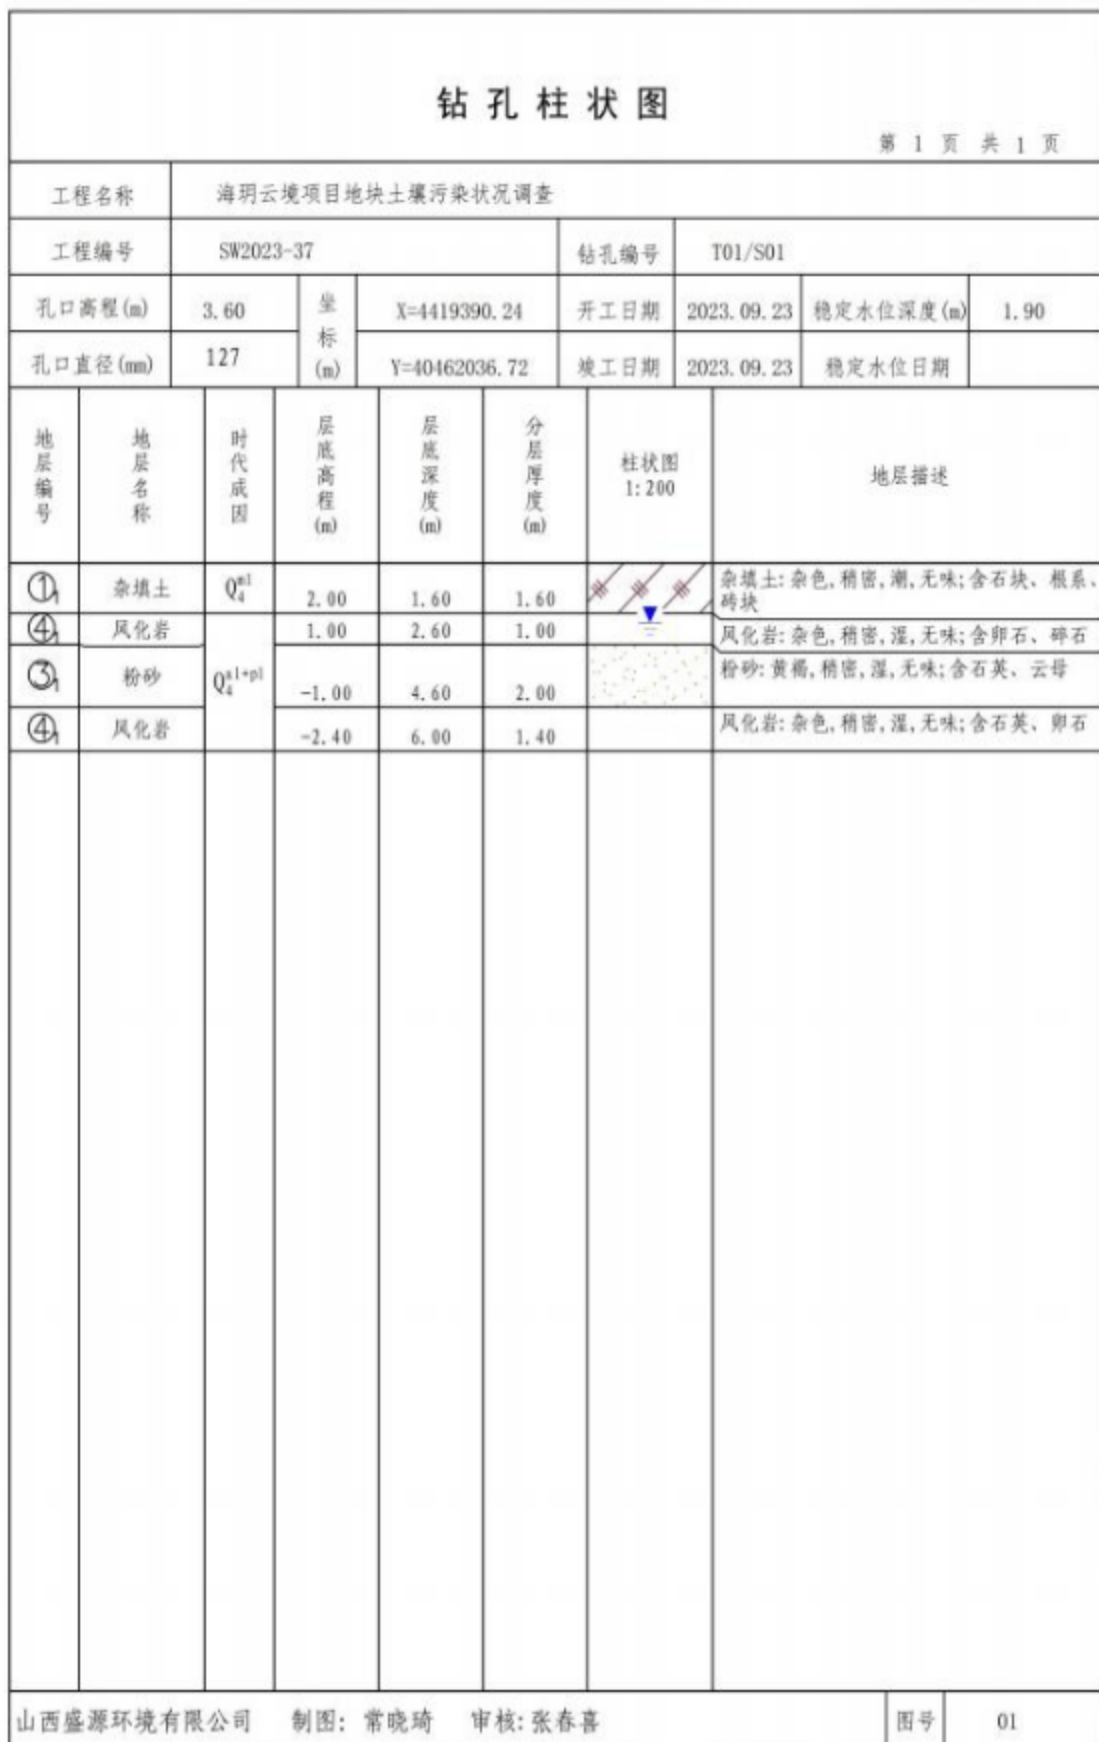 钻孔柱状图
第 1 页 共 1 页
工程名称 海玥云境项目地块土壤污染状况调查
工程编号 SW2023-37 钻孔编号 T01/S01
孔口高程(m) 3.60 坐标(m) X=4419390.24 开工日期 2023.09.23 稳定水位深度(m) 1.90
孔口直径(mm) 127 Y=40462036.72 竣工日期 2023.09.23 稳定水位日期
地层编号 地层名称 时代成因 层底高程(m) 层底深度(m) 分层厚度(m) 柱状图 1:200 地层描述
①1 杂填土 Q4ml 2.00 1.60 1.60 杂填土:杂色,稍密,潮,无味;含石块、根系、
砖块
④1 风化岩 1.00 2.60 1.00 风化岩:杂色,稍密,湿,无味;含卵石、碎石
③1 粉砂 Q4al+pl -1.00 4.60 2.00 粉砂:黄褐,稍密,湿,无味;含石英、云母
④1 风化岩 -2.40 6.00 1.40 风化岩:杂色,稍密,湿,无味;含石英、卵石
山西盛源环境有限公司 制图: 常晓琦 审核:张春喜 图号 01